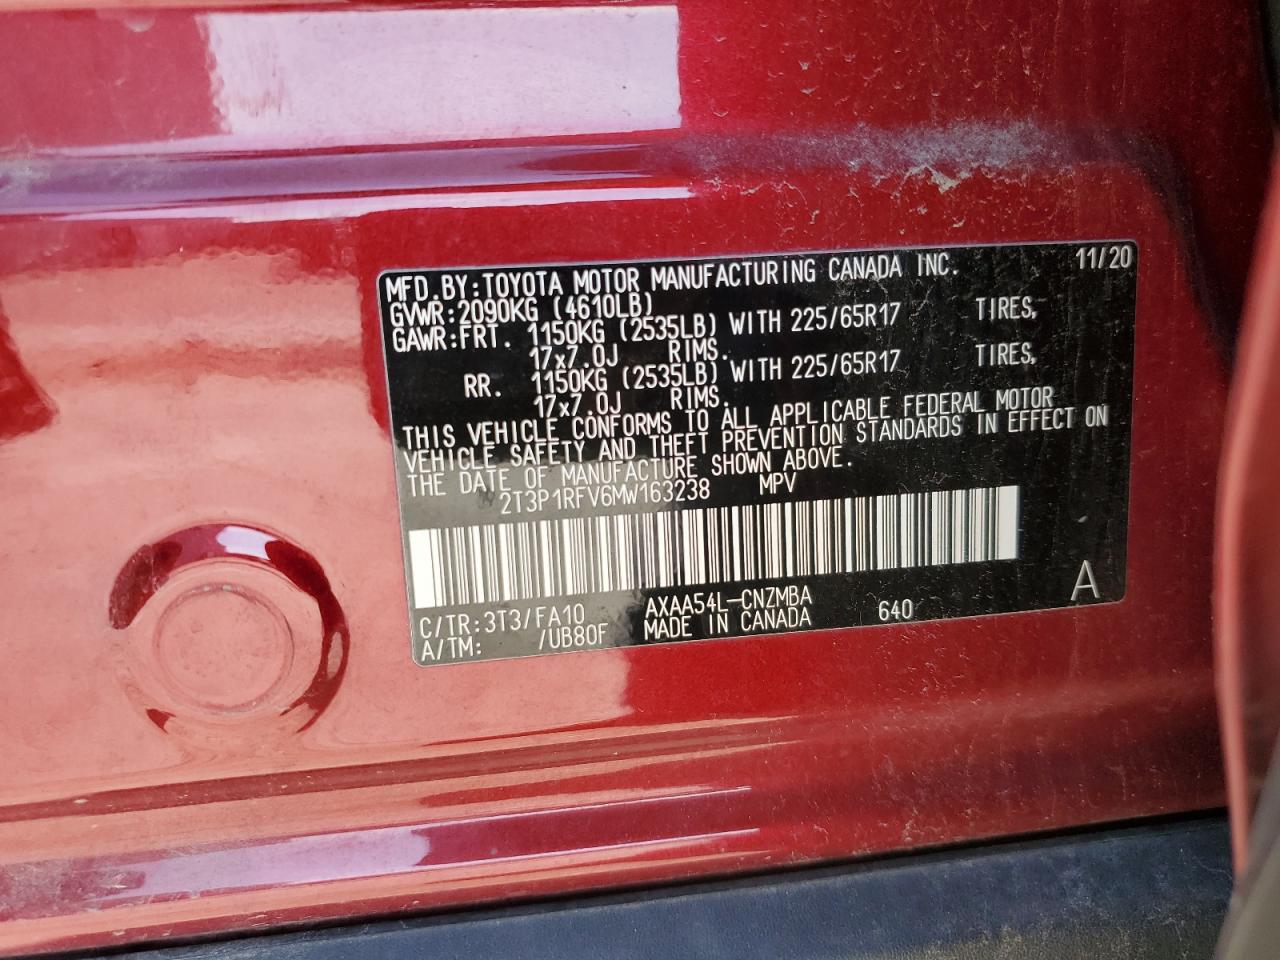 MFD.BY:TOYOTA MOTOR MANUFACTURING CANADA INC. 11/20
GVWR:2090KG (4610LB)
GAWR:FRT. 1150KG (2535LB) WITH 225/65R17 TIRES,
17x7.0J RIMS.
RR. 1150KG (2535LB) WITH 225/65R17 TIRES,
17x7.0J RIMS.
THIS VEHICLE CONFORMS TO ALL APPLICABLE FEDERAL MOTOR
VEHICLE SAFETY AND THEFT PREVENTION STANDARDS IN EFFECT ON
THE DATE OF MANUFACTURE SHOWN ABOVE.
2T3P1RFV6MW163238 MPV
C/TR:3T3/FA10 AXAA54L-CNZMBA 640 A
A/TM: /UB80F MADE IN CANADA